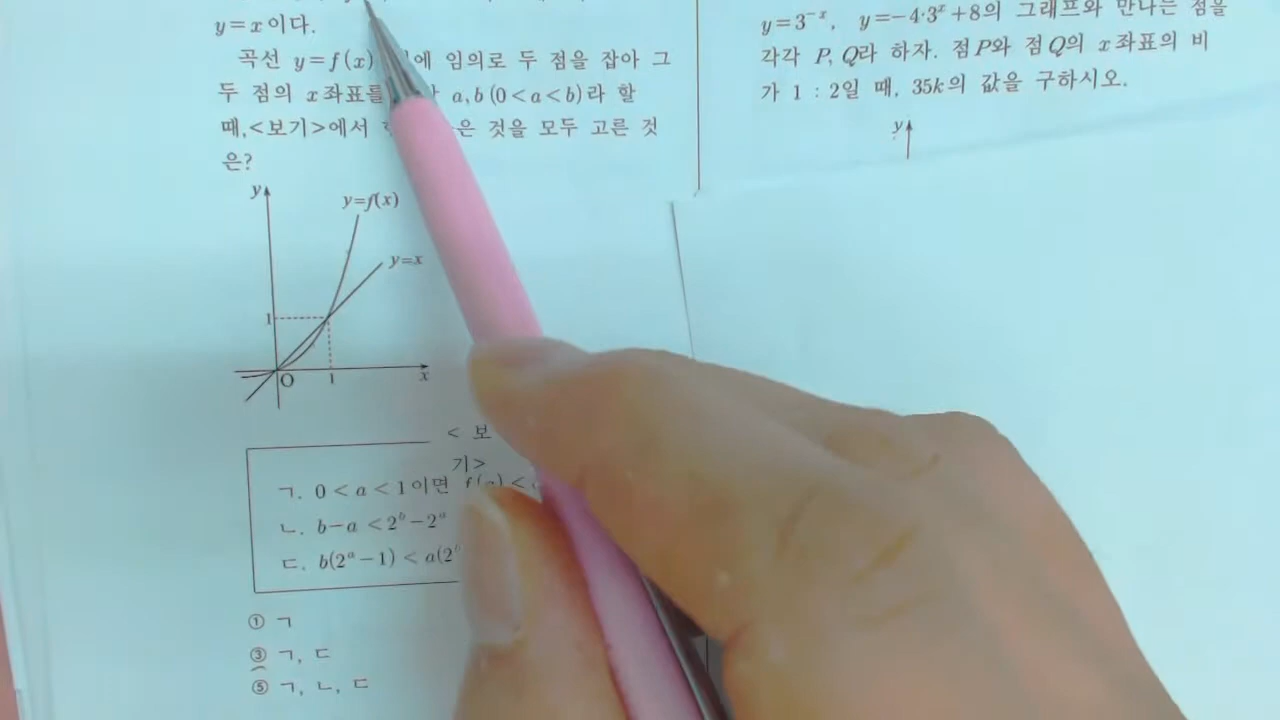 y=x이다.
곡선 y=f(x) 에 임의로 두 점을 잡아 그
두 점의 x좌표를 a, b (0<a<b)라 할
때,<보기>에서 은 것을 모두 고른 것
은?
y
y=f(x)
y=x
1
O 1 x
< 보
기>
ㄱ. 0<a<1이면 <
ㄴ. b-a<2^b-2^a
ㄷ. b(2^a-1)<a(2
① ㄱ
③ ㄱ, ㄷ
⑤ ㄱ, ㄴ, ㄷ
y=3^{-x}, y=-4·3^x+8의 그래프와 만나는 점을
각각 P, Q라 하자. 점P와 점Q의 x좌표의 비
가 1 : 2일 때, 35k의 값을 구하시오.
y